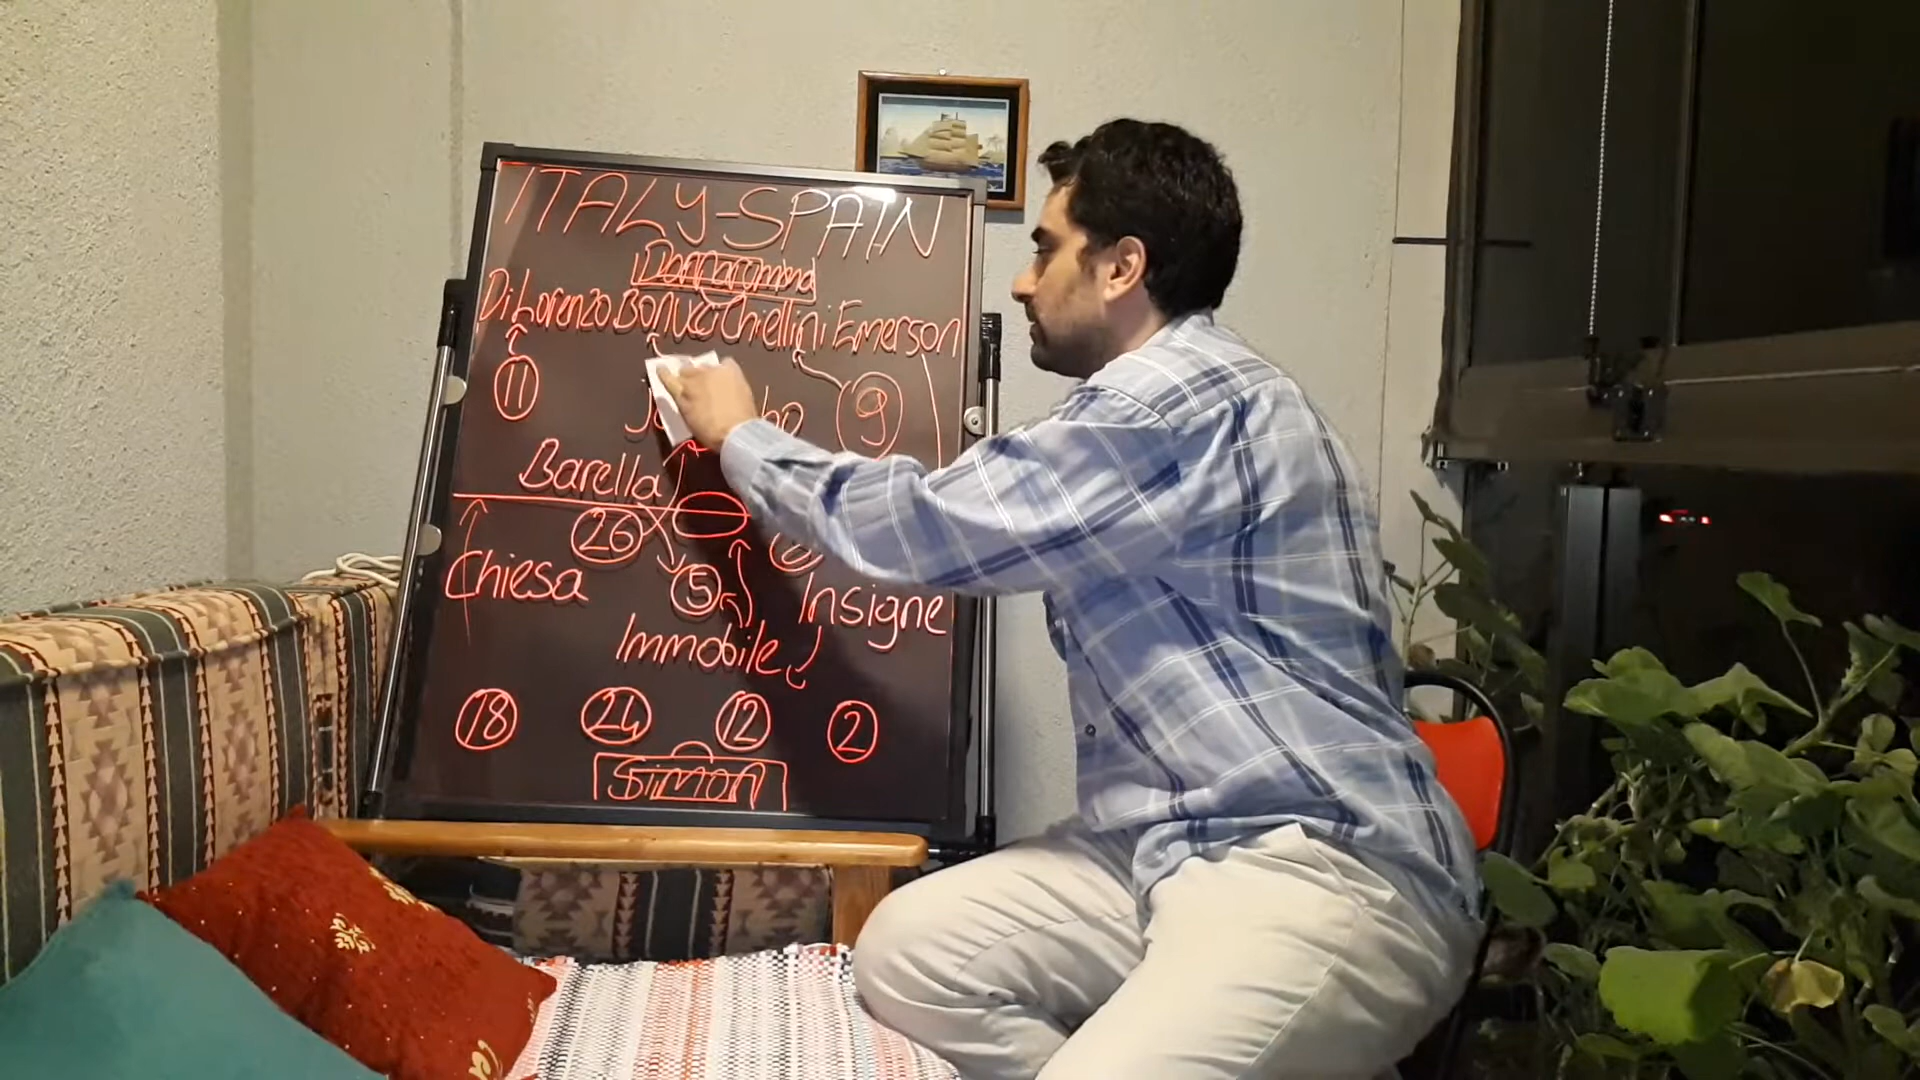 ITALY-SPAIN
Donnarumma
Di Lorenzo Bonucci Chiellini Emerson
11
9
Barella
26
Chiesa
5
Insigne
Immobile
18 24 12 2
Simon